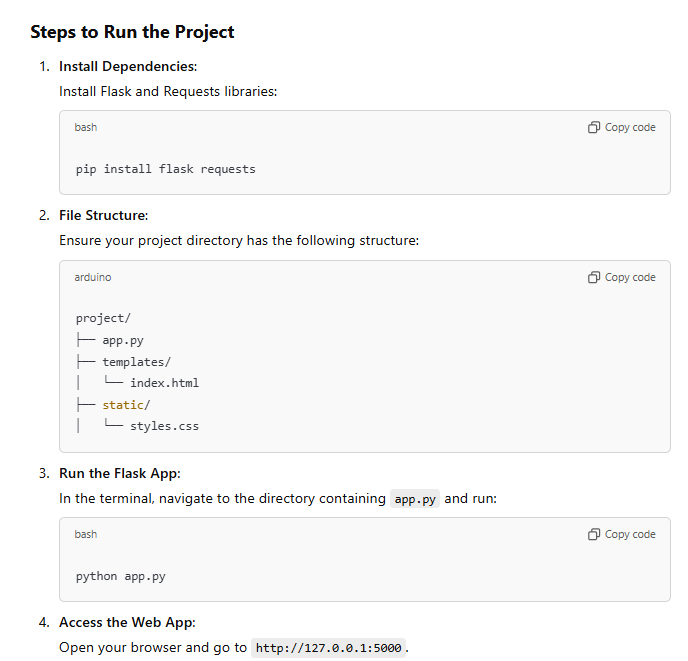 Steps to Run the Project
1. Install Dependencies:
Install Flask and Requests libraries:
bash Copy code
pip install flask requests
2. File Structure:
Ensure your project directory has the following structure:
arduino Copy code
project/
├── app.py
├── templates/
│   └── index.html
├── static/
│   └── styles.css
3. Run the Flask App:
In the terminal, navigate to the directory containing app.py and run:
bash Copy code
python app.py
4. Access the Web App:
Open your browser and go to http://127.0.0.1:5000.